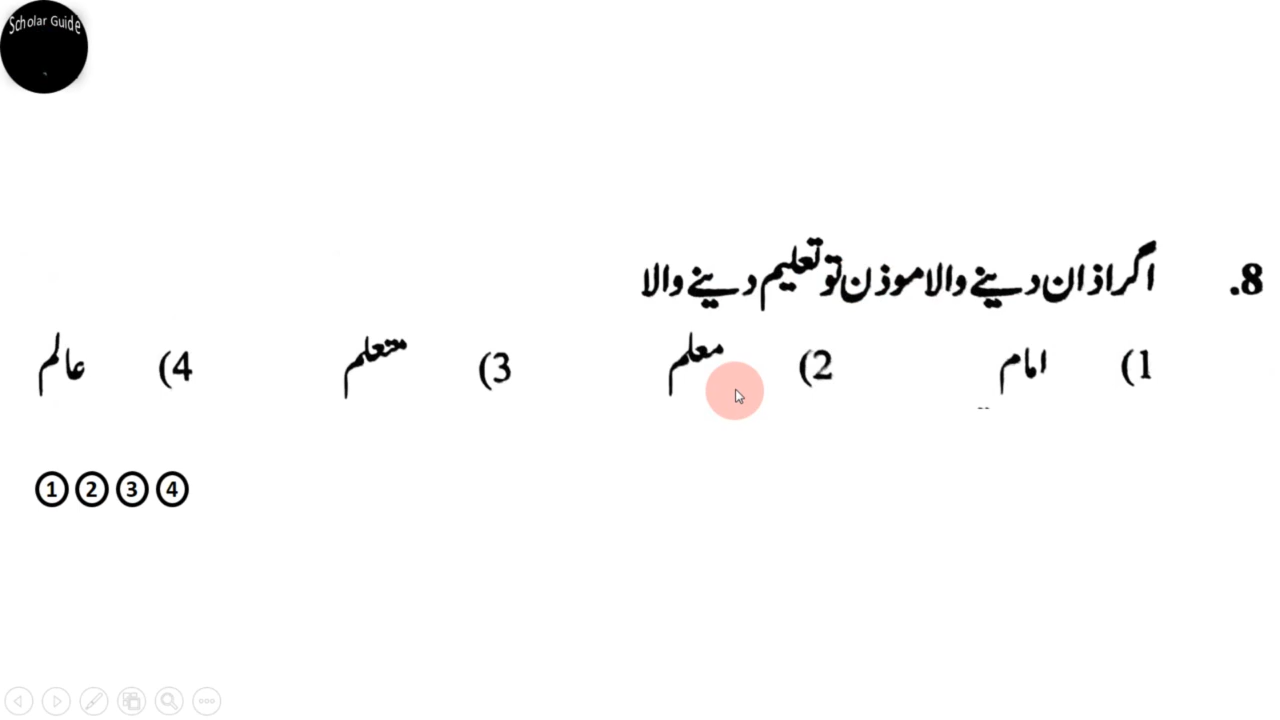 Scholar Guide
8. اگر اذان دینے والا موذن تو تعلیم دینے والا
1) امام 2) معلم 3) متعلم 4) عالم
1 2 3 4